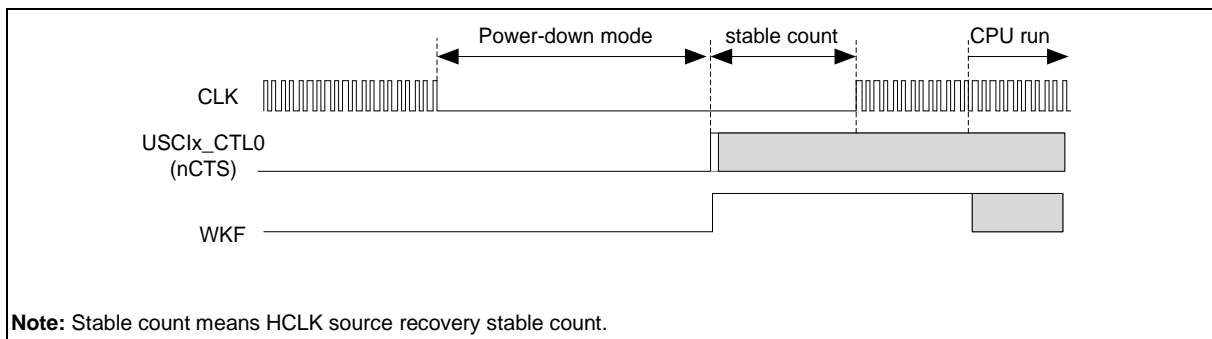 Power-down mode stable count CPU run
CLK
USCIx_CTL0
(nCTS)
WKF
Note: Stable count means HCLK source recovery stable count.